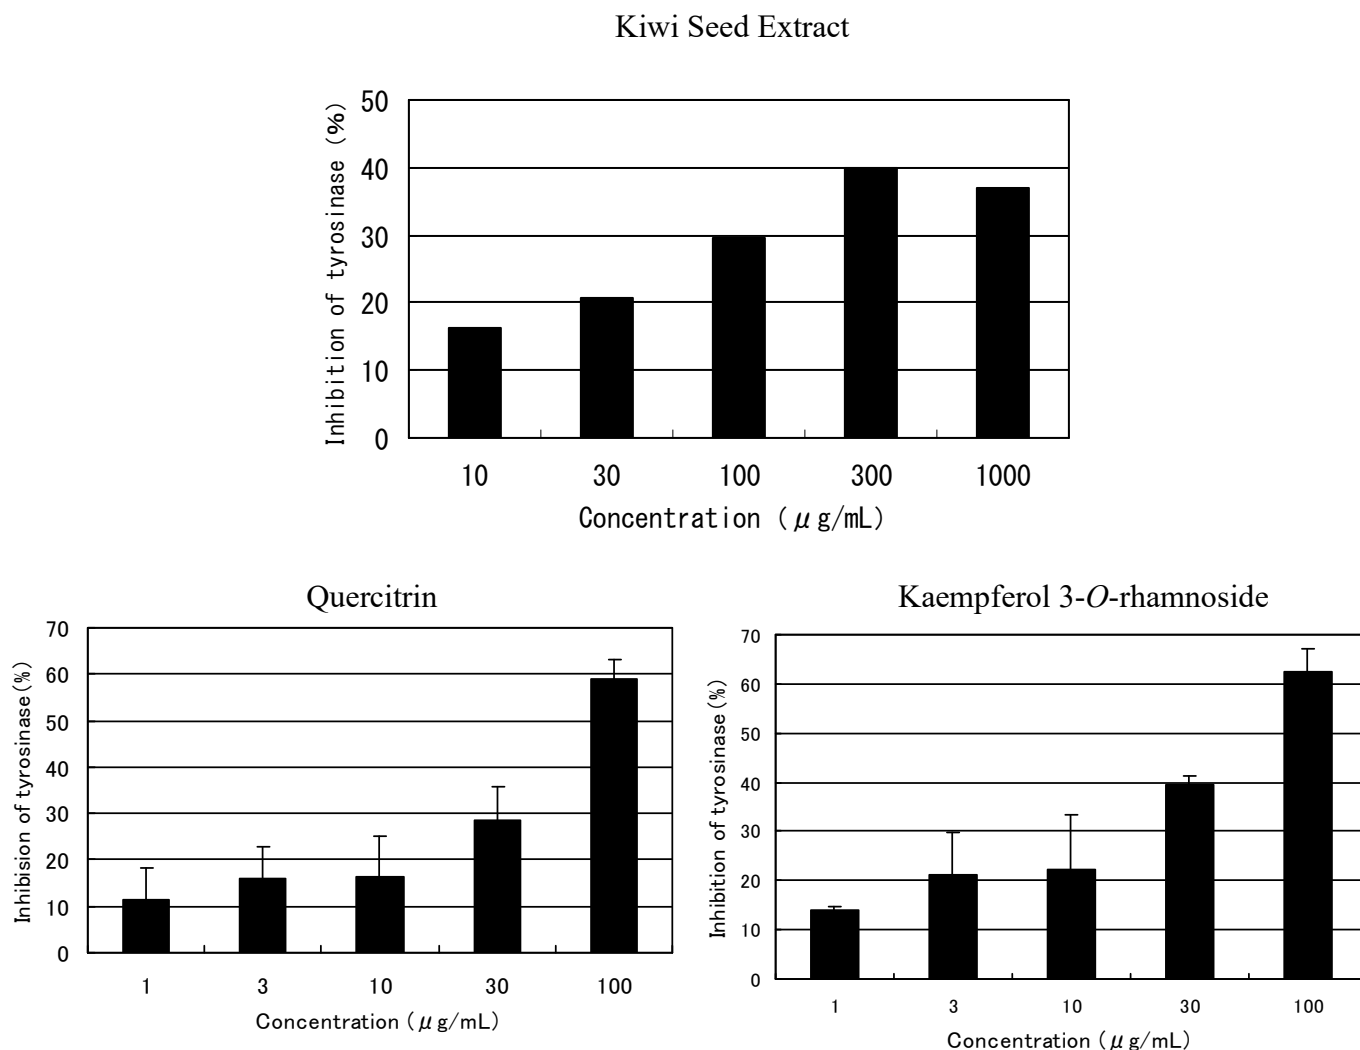 Kiwi Seed Extract
Inhibition of tyrosinase (%)
50
40
30
20
10
0
10 30 100 300 1000
Concentration (μg/mL)
Quercitrin
Inhibision of tyrosinase(%)
70
60
50
40
30
20
10
0
1 3 10 30 100
Concentration (μg/mL)
Kaempferol 3-O-rhamnoside
Inhibition of tyrosinase(%)
70
60
50
40
30
20
10
0
1 3 10 30 100
Concentration (μg/mL)